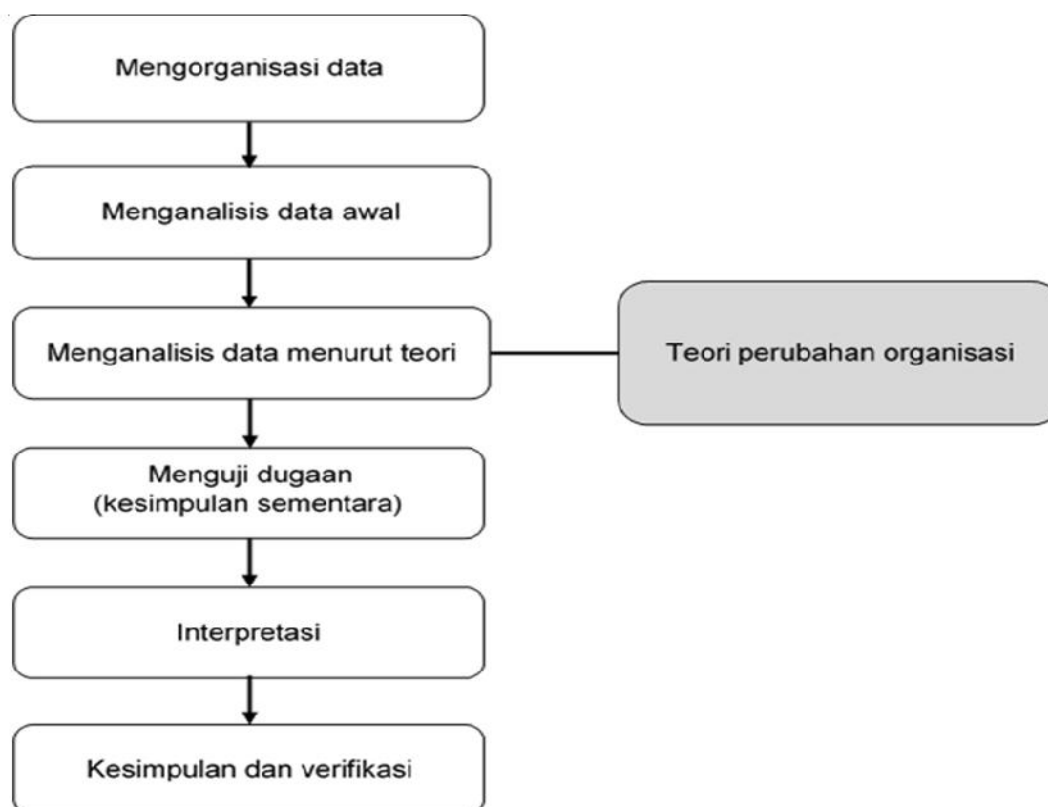 Mengorganisasi data
Menganalisis data awal
Menganalisis data menurut teori
Teori perubahan organisasi
Menguji dugaan
(kesimpulan sementara)
Interpretasi
Kesimpulan dan verifikasi